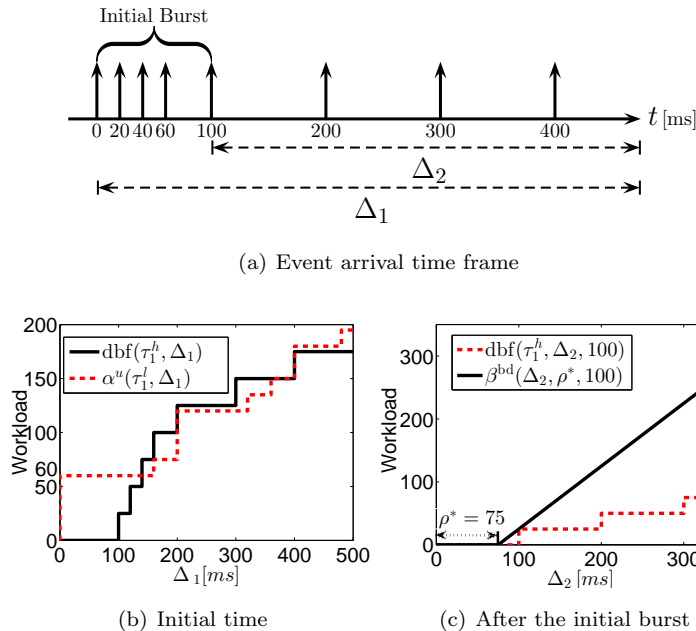 Initial Burst
0 20 40 60 100 200 300 400 t [ms]
Δ₂
Δ₁
(a) Event arrival time frame
200
150
100
60
50
0
Workload
dbf(τ₁ʰ, Δ₁)
αᵘ(τ₁ˡ, Δ₁)
0 100 200 300 400 500
Δ₁[ms]
(b) Initial time
300
200
100
0
Workload
dbf(τ₁ʰ, Δ₂, 100)
βᵇᵈ(Δ₂, ρ*, 100)
ρ* = 75
0 100 200 300
Δ₂ [ms]
(c) After the initial burst